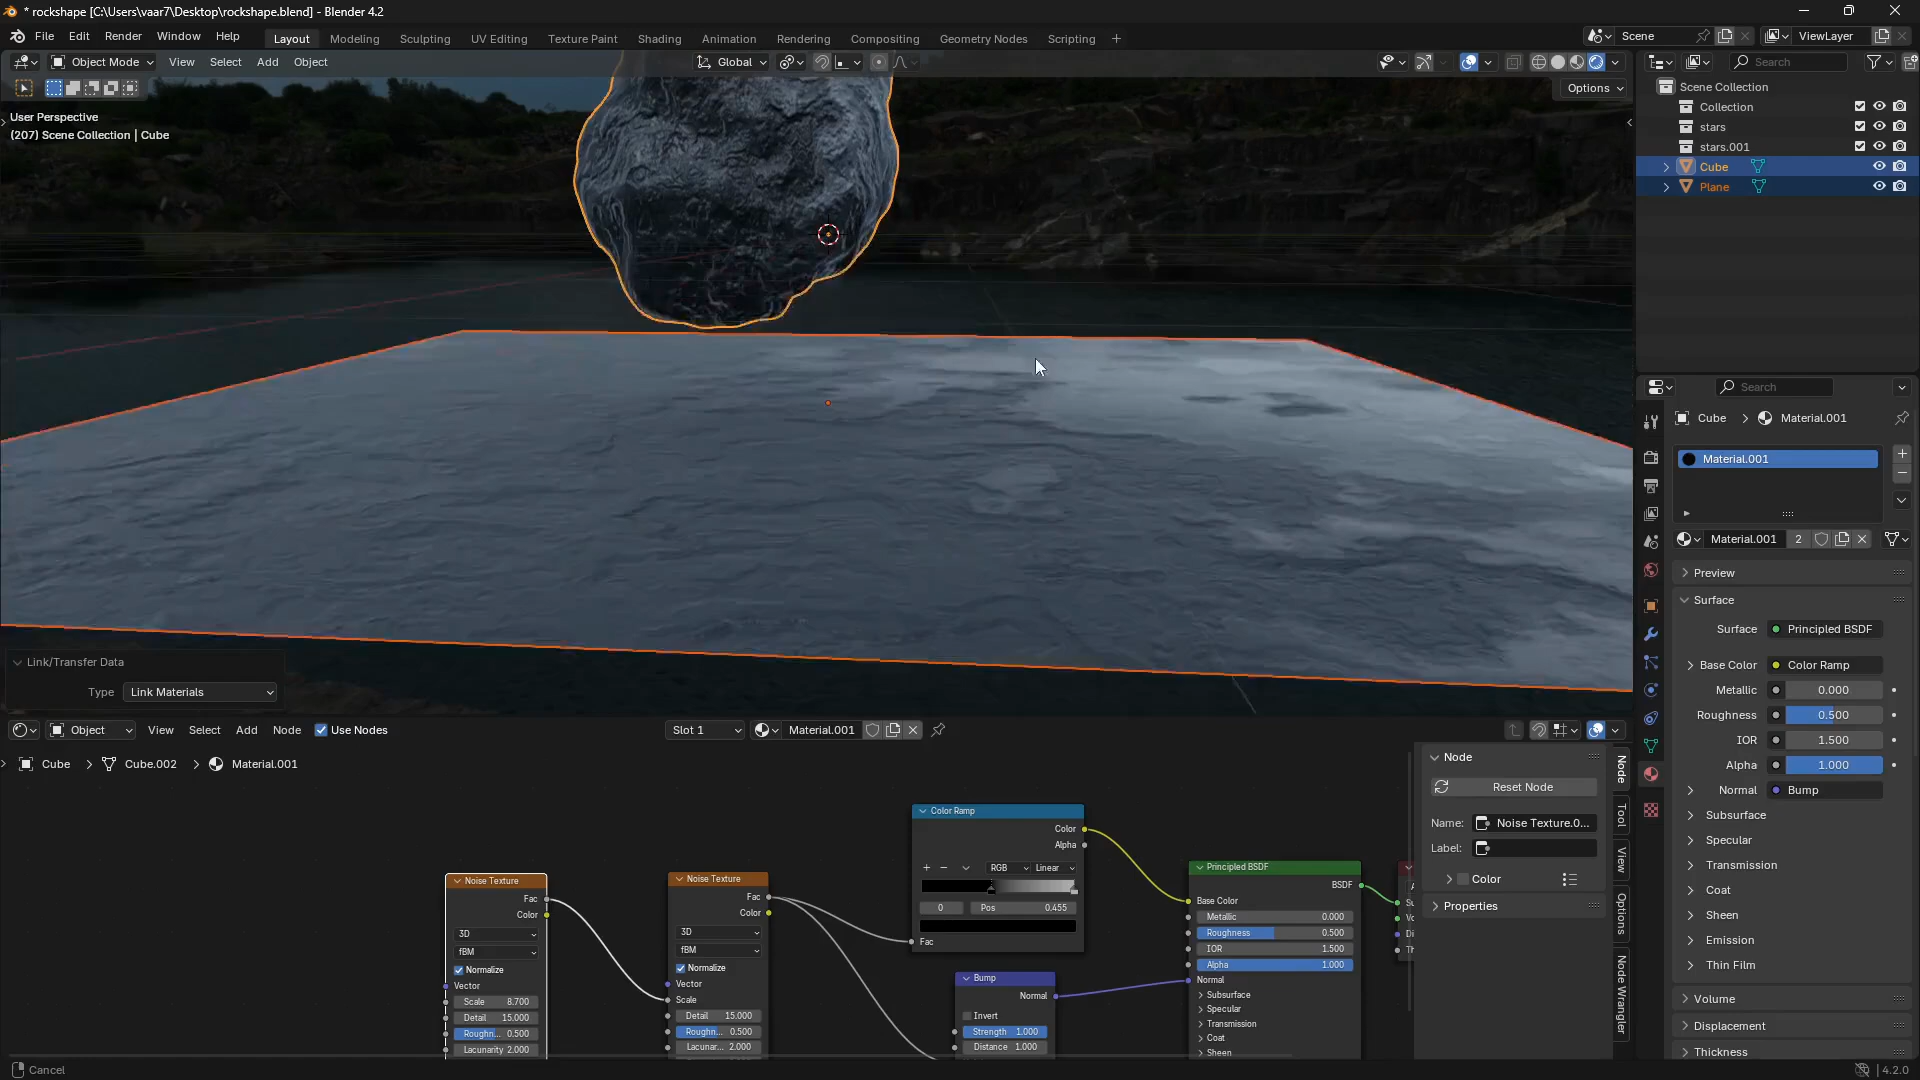 * rockshape [C:\Users\vaar7\Desktop\rockshape.blend] - Blender 4.2
File Edit Render Window Help
Layout Modeling Sculpting UV Editing Texture Paint Shading Animation Rendering Compositing Geometry Nodes Scripting +
Scene
ViewLayer
Object Mode View Select Add Object
Global
Options
User Perspective
(207) Scene Collection | Cube
Link/Transfer Data
Type Link Materials
Search
Scene Collection
Collection
stars
stars.001
Cube
Plane
Search
Cube > Material.001
Material.001
Material.001 2
Preview
Surface
Surface Principled BSDF
Base Color Color Ramp
Metallic 0.000
Roughness 0.500
IOR 1.500
Alpha 1.000
Normal Bump
Subsurface
Specular
Transmission
Coat
Sheen
Emission
Thin Film
Volume
Displacement
Thickness
Object View Select Add Node Use Nodes
Slot 1
Material.001
Cube > Cube.002 > Material.001
Noise Texture
Fac
Color
3D
fBM
Normalize
Vector
Scale 8.700
Detail 15.000
Roughn... 0.500
Lacunarity 2.000
Noise Texture
Fac
Color
3D
fBM
Normalize
Vector
Scale
Detail 15.000
Roughn... 0.500
Lacunar... 2.000
Color Ramp
Color
Alpha
RGB Linear
0 Pos 0.455
Fac
Bump
Normal
Invert
Strength 1.000
Distance 1.000
Principled BSDF
BSDF
Base Color
Metallic 0.000
Roughness 0.500
IOR 1.500
Alpha 1.000
Normal
Subsurface
Specular
Transmission
Coat
Sheen
Node
Reset Node
Name: Noise Texture.0...
Label:
Color
Properties
Node
Tool
View
Options
Node Wrangler
Cancel
4.2.0